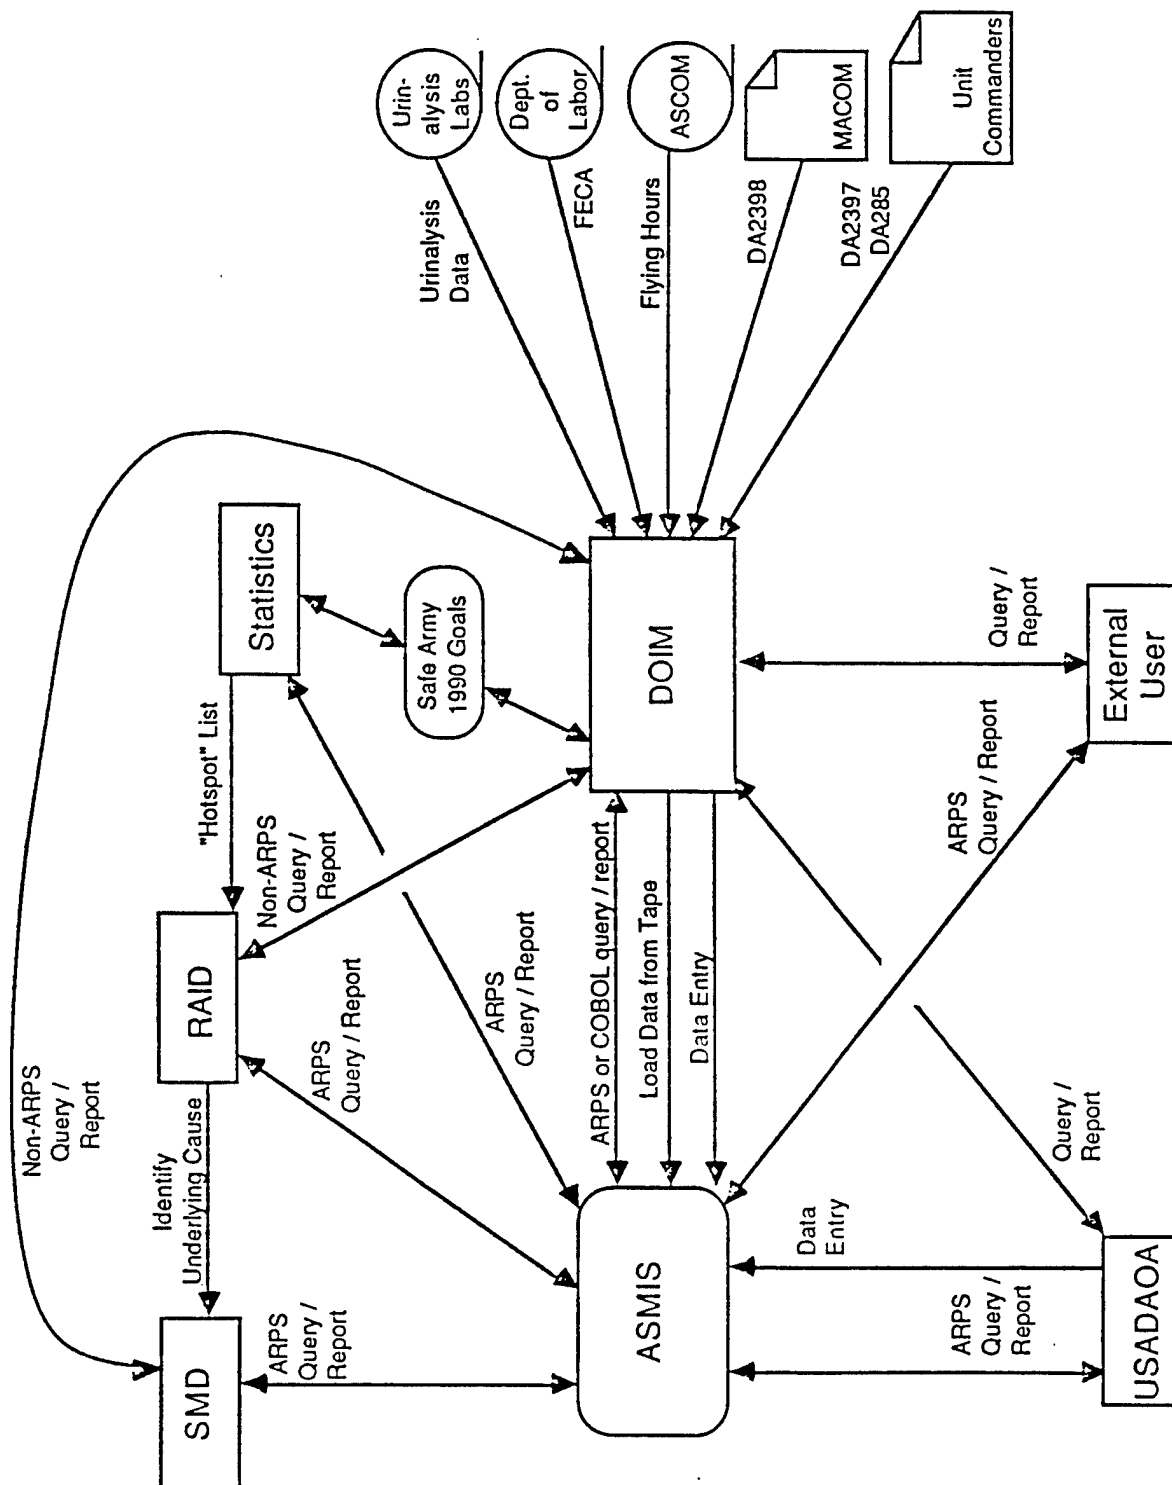 Non-ARPS
Query /
Report
SMD
Identify
Underlying Cause
RAID
"Hotspot" List
Statistics
ARPS
Query / Report
Non-ARPS
Query /
Report
Safe Army
1990 Goals
ARPS
Query /
Report
ARPS
Query / Report
Urinalysis
Data
Urin-
alysis
Labs
FECA
Dept.
of
Labor
ASMIS
ARPS or COBOL query / report
Load Data from Tape
Data Entry
DOIM
Flying Hours
ASCOM
DA2398
MACOM
DA2397
DA285
Unit
Commanders
Data
Entry
ARPS
Query /
Report
ARPS
Query / Report
Query /
Report
Query /
Report
USADAOA
External
User